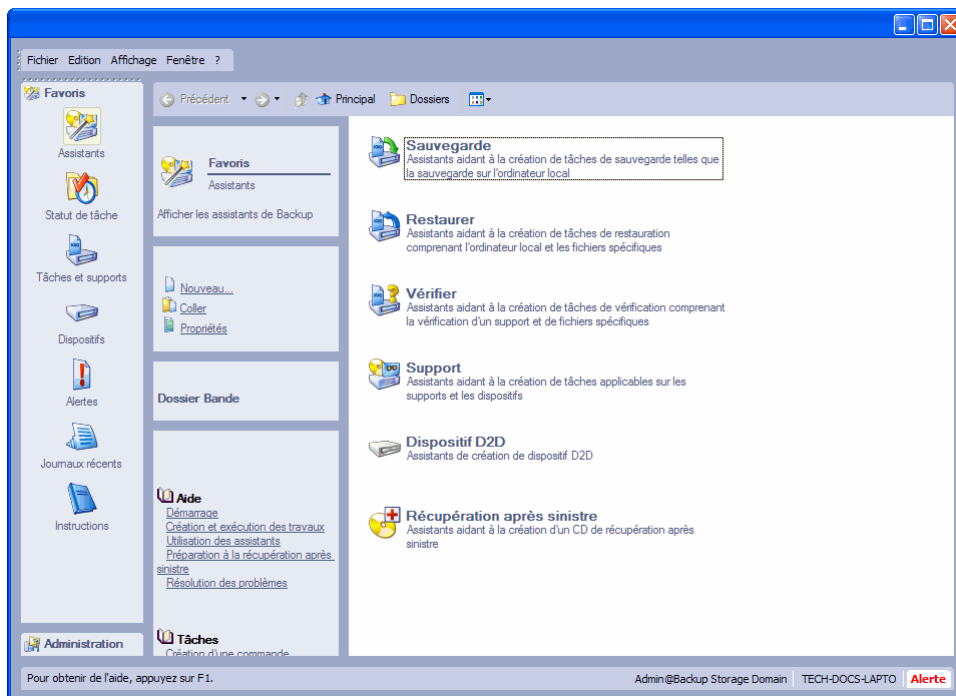 Fichier Edition Affichage Fenêtre ?
Favoris
Assistants
Statut de tâche
Tâches et supports
Dispositifs
Alertes
Journaux récents
Instructions
Administration
Précédent Principal Dossiers
Favoris
Assistants
Afficher les assistants de Backup
Nouveau...
Coller
Propriétés
Dossier Bande
Aide
Démarrage
Création et exécution des travaux
Utilisation des assistants
Préparation à la récupération après
sinistre
Résolution des problèmes
Tâches
Création d'une commande
Sauvegarde
Assistants aidant à la création de tâches de sauvegarde telles que
la sauvegarde sur l'ordinateur local
Restaurer
Assistants aidant à la création de tâches de restauration
comprenant l'ordinateur local et les fichiers spécifiques
Vérifier
Assistants aidant à la création de tâches de vérification comprenant
la vérification d'un support et de fichiers spécifiques
Support
Assistants aidant à la création de tâches applicables sur les
supports et les dispositifs
Dispositif D2D
Assistants de création de dispositif D2D
Récupération après sinistre
Assistants aidant à la création d'un CD de récupération après
sinistre
Pour obtenir de l'aide, appuyez sur F1.
Admin@Backup Storage Domain TECH-DOCS-LAPTO Alerte